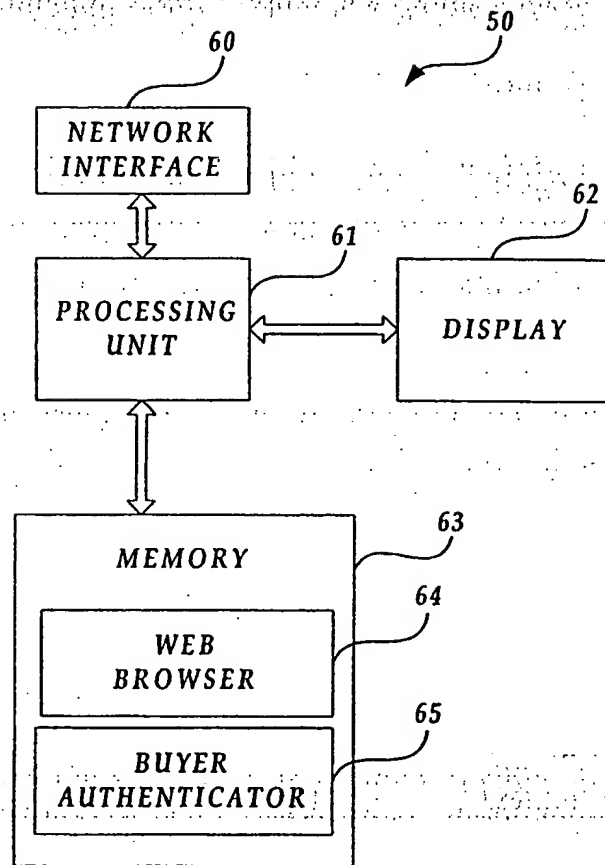 60
50
NETWORK
INTERFACE
61
62
PROCESSING
UNIT
DISPLAY
63
MEMORY
64
WEB
BROWSER
65
BUYER
AUTHENTICATOR